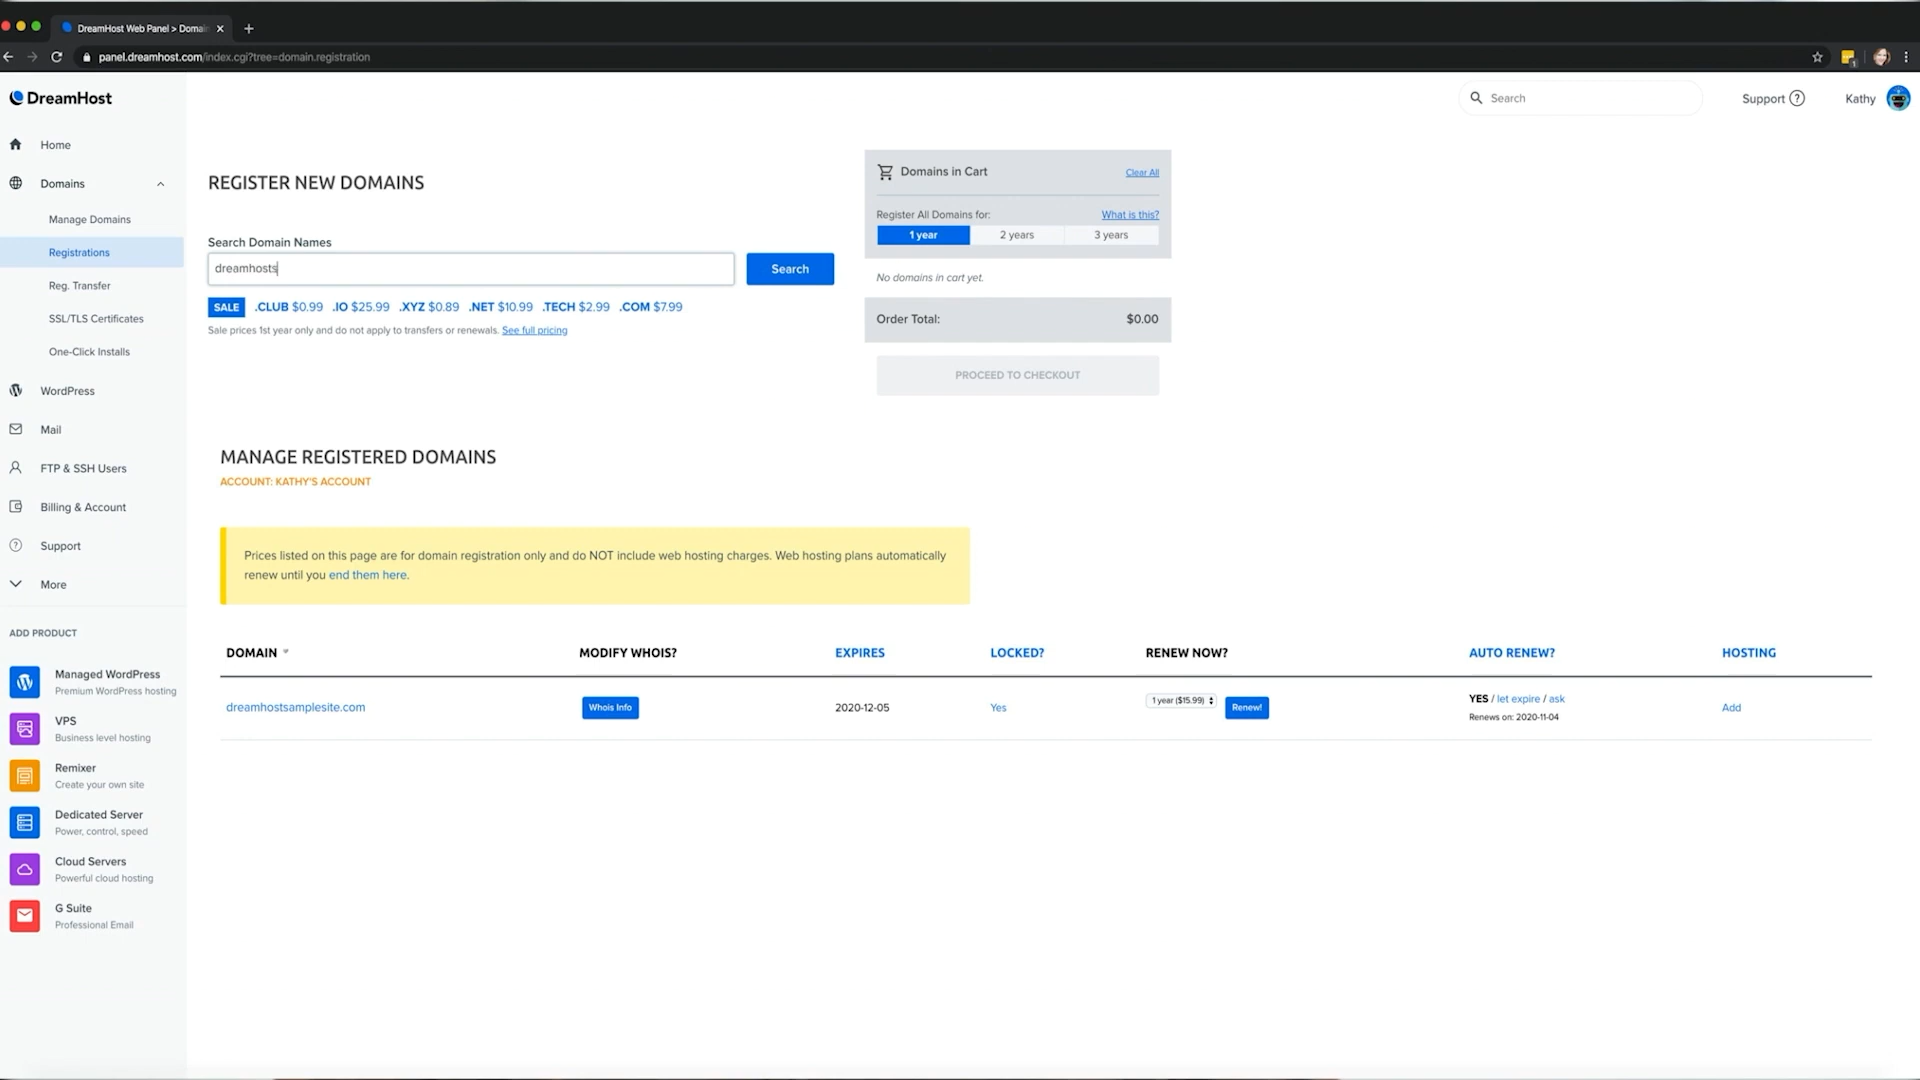 DreamHost Web Panel > Domain
panel.dreamhost.com/index.cgi?tree=domain.registration
1
DreamHost
Search
Support
Kathy
Home
Domains
Manage Domains
Registrations
Reg. Transfer
SSL/TLS Certificates
One-Click Installs
WordPress
Mail
FTP & SSH Users
Billing & Account
Support
More
ADD PRODUCT
Managed WordPress
Premium WordPress hosting
VPS
Business level hosting
Remixer
Create your own site
Dedicated Server
Power, control, speed
Cloud Servers
Powerful cloud hosting
G Suite
Professional Email
REGISTER NEW DOMAINS
Search Domain Names
dreamhosts
Search
SALE .CLUB $0.99 .IO $25.99 .XYZ $0.89 .NET $10.99 .TECH $2.99 .COM $7.99
Sale prices 1st year only and do not apply to transfers or renewals. See full pricing
Domains in Cart Clear All
Register All Domains for: What is this?
1 year 2 years 3 years
No domains in cart yet.
Order Total: $0.00
PROCEED TO CHECKOUT
MANAGE REGISTERED DOMAINS
ACCOUNT: KATHY'S ACCOUNT
Prices listed on this page are for domain registration only and do NOT include web hosting charges. Web hosting plans automatically
renew until you end them here.
DOMAIN MODIFY WHOIS? EXPIRES LOCKED? RENEW NOW? AUTO RENEW? HOSTING
dreamhostsamplesite.com Whois Info 2020-12-05 Yes 1 year ($15.99) Renew! YES / let expire / ask Add
Renews on: 2020-11-04